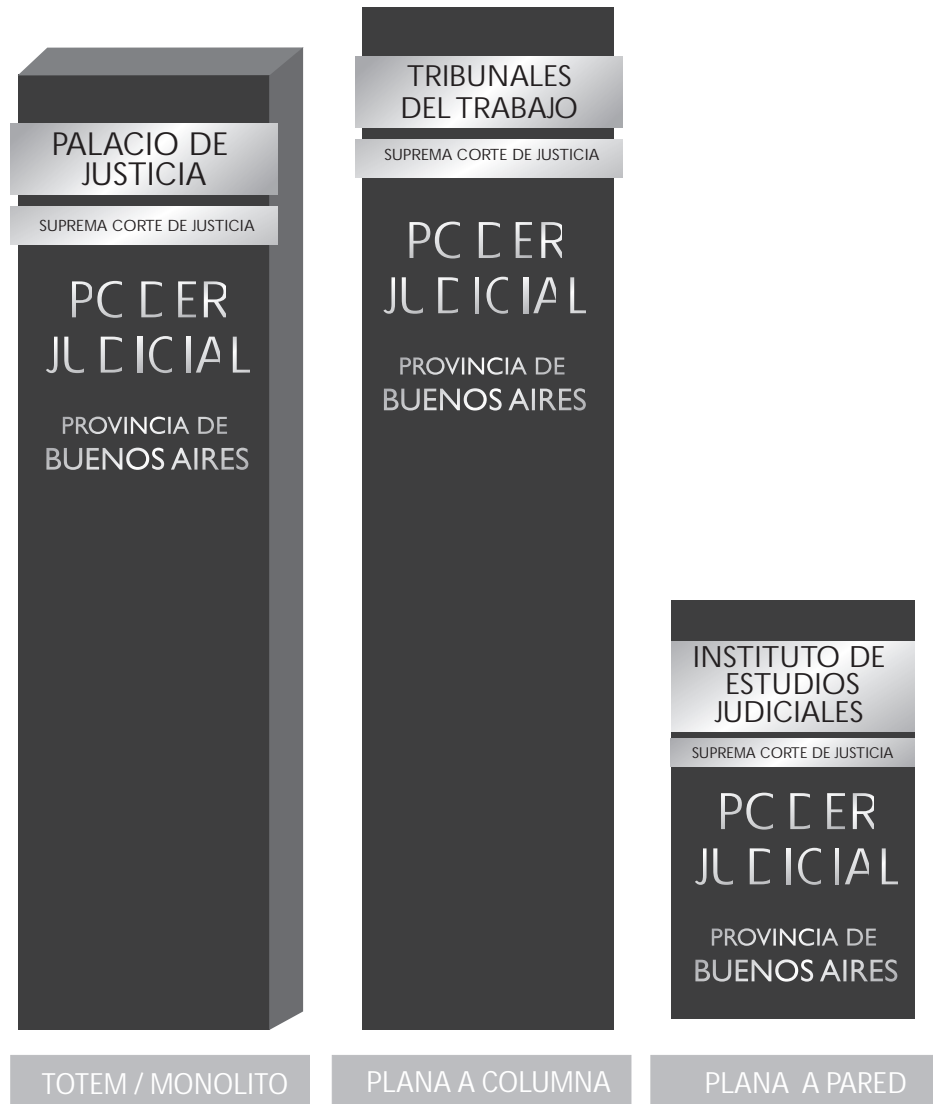 PALACIO DE
JUSTICIA
SUPREMA CORTE DE JUSTICIA
PODER
JUDICIAL
PROVINCIA DE
BUENOS AIRES
TOTEM / MONOLITO
TRIBUNALES
DEL TRABAJO
SUPREMA CORTE DE JUSTICIA
PODER
JUDICIAL
PROVINCIA DE
BUENOS AIRES
PLANA A COLUMNA
INSTITUTO DE
ESTUDIOS
JUDICIALES
SUPREMA CORTE DE JUSTICIA
PODER
JUDICIAL
PROVINCIA DE
BUENOS AIRES
PLANA A PARED